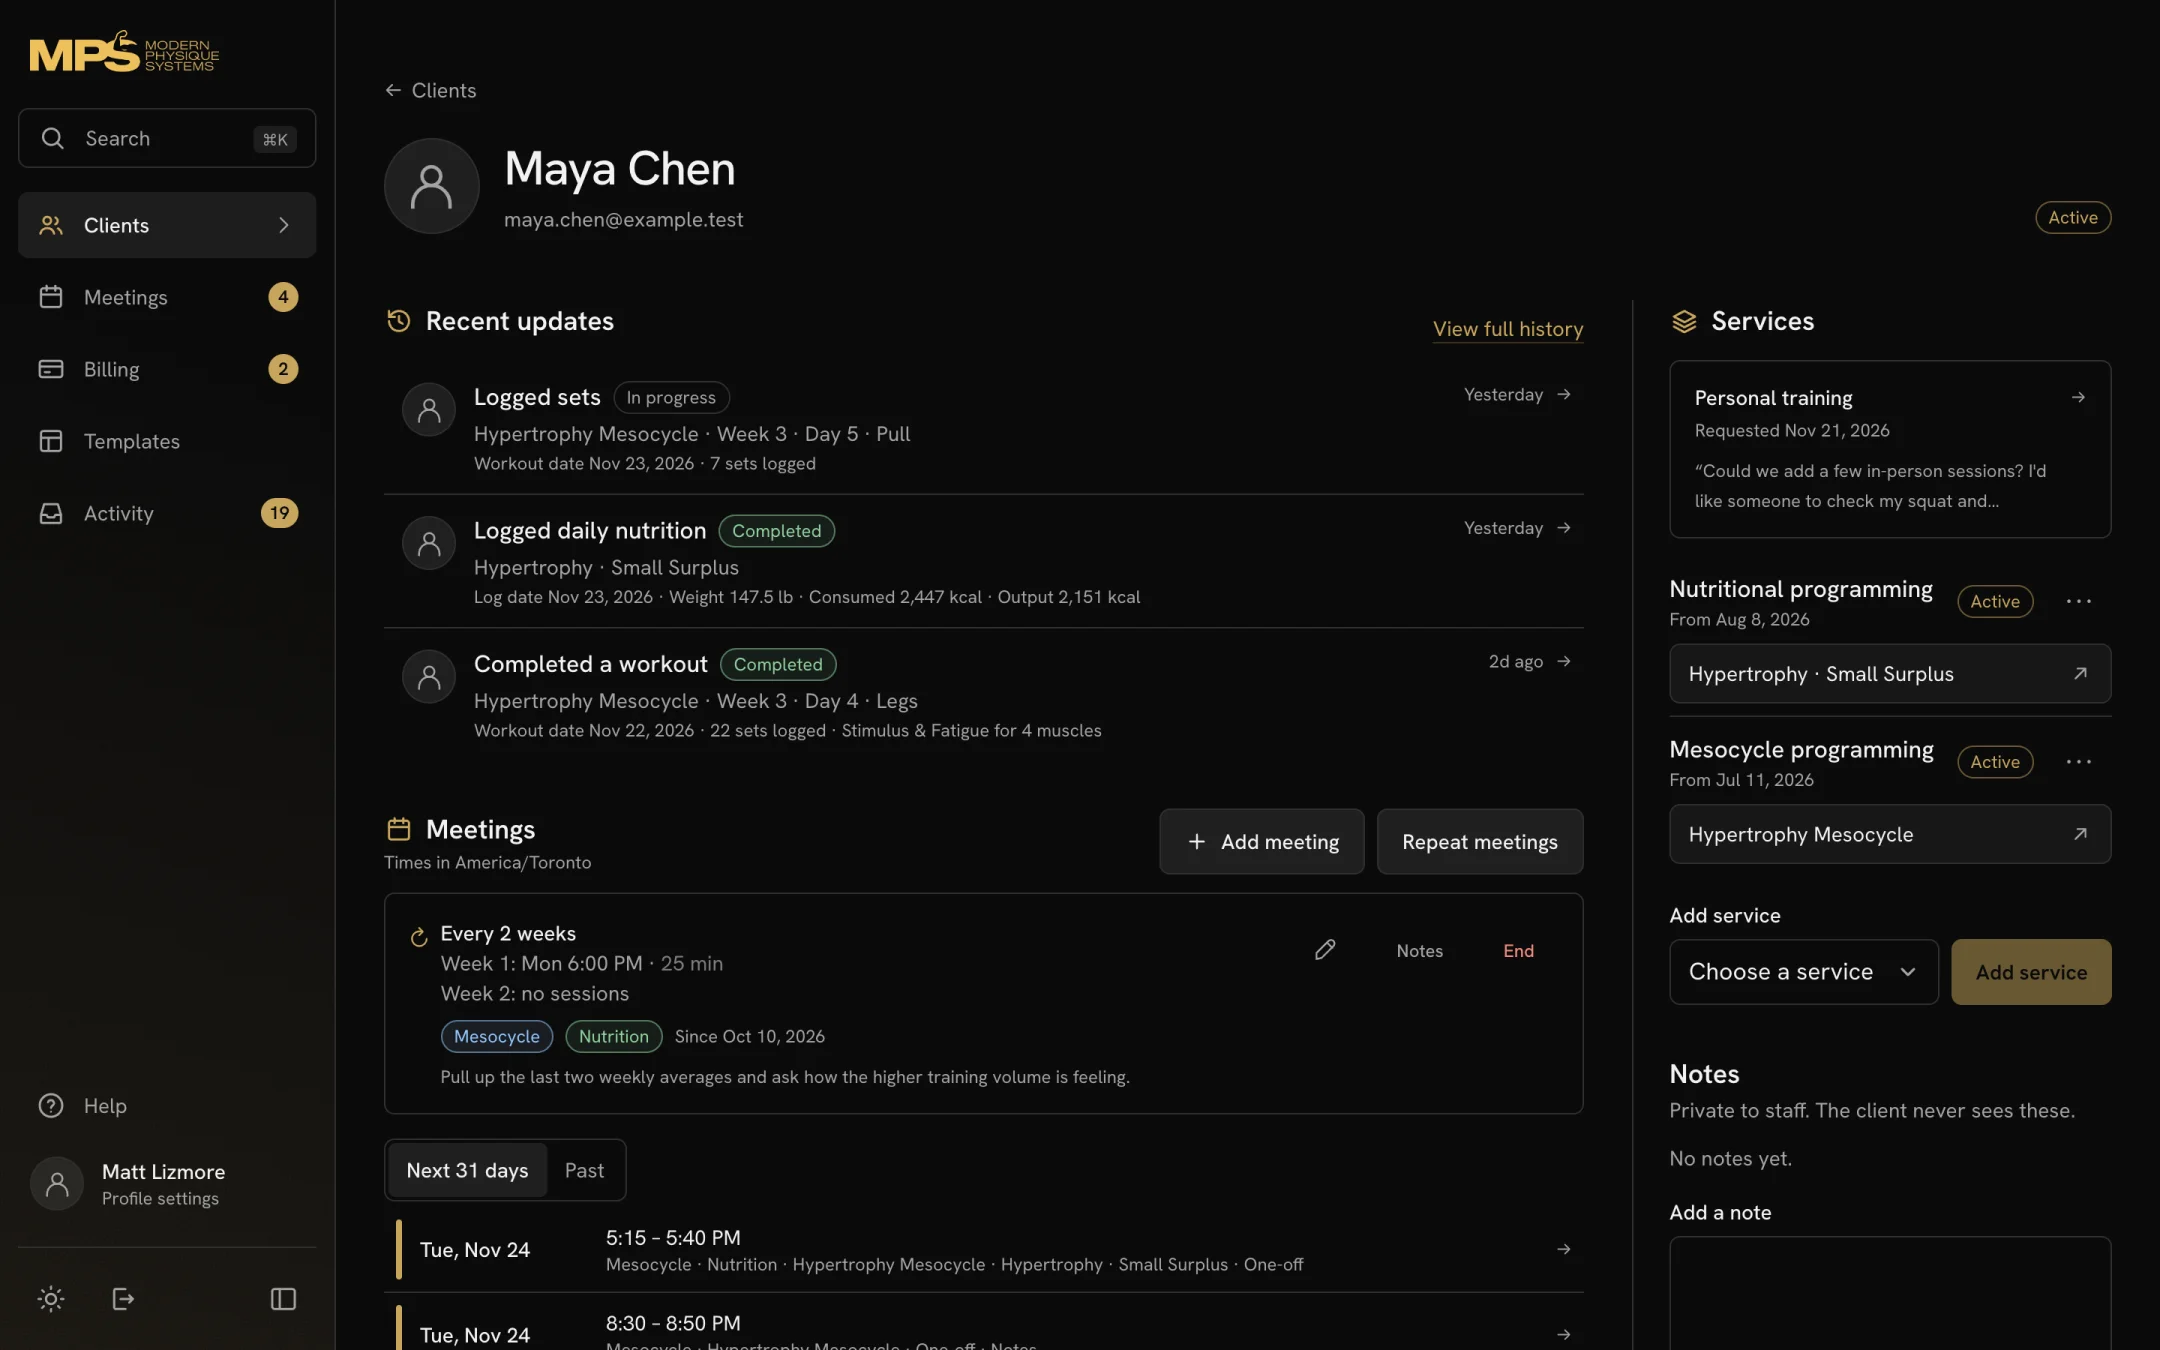 MPS MODERN PHYSIQUE SYSTEMS
Search ⌘K
Clients
Meetings 4
Billing 2
Templates
Activity 19
Help
Matt Lizmore
Profile settings
← Clients
Maya Chen
maya.chen@example.test
Active
Recent updates
View full history
Logged sets In progress
Yesterday →
Hypertrophy Mesocycle · Week 3 · Day 5 · Pull
Workout date Nov 23, 2026 · 7 sets logged
Logged daily nutrition Completed
Yesterday →
Hypertrophy · Small Surplus
Log date Nov 23, 2026 · Weight 147.5 lb · Consumed 2,447 kcal · Output 2,151 kcal
Completed a workout Completed
2d ago →
Hypertrophy Mesocycle · Week 3 · Day 4 · Legs
Workout date Nov 22, 2026 · 22 sets logged · Stimulus & Fatigue for 4 muscles
Meetings
Times in America/Toronto
+ Add meeting
Repeat meetings
Every 2 weeks
Week 1: Mon 6:00 PM · 25 min
Week 2: no sessions
Notes
End
Mesocycle Nutrition Since Oct 10, 2026
Pull up the last two weekly averages and ask how the higher training volume is feeling.
Next 31 days Past
Tue, Nov 24
5:15 – 5:40 PM
Mesocycle · Nutrition · Hypertrophy Mesocycle · Hypertrophy · Small Surplus · One-off
Tue, Nov 24
8:30 – 8:50 PM
Mesocycle · Hypertrophy Mesocycle · One-off · Notes
Services
Personal training →
Requested Nov 21, 2026
“Could we add a few in-person sessions? I'd
like someone to check my squat and...
Nutritional programming
From Aug 8, 2026
Active ...
Hypertrophy · Small Surplus
Mesocycle programming
From Jul 11, 2026
Active ...
Hypertrophy Mesocycle
Add service
Choose a service
Add service
Notes
Private to staff. The client never sees these.
No notes yet.
Add a note